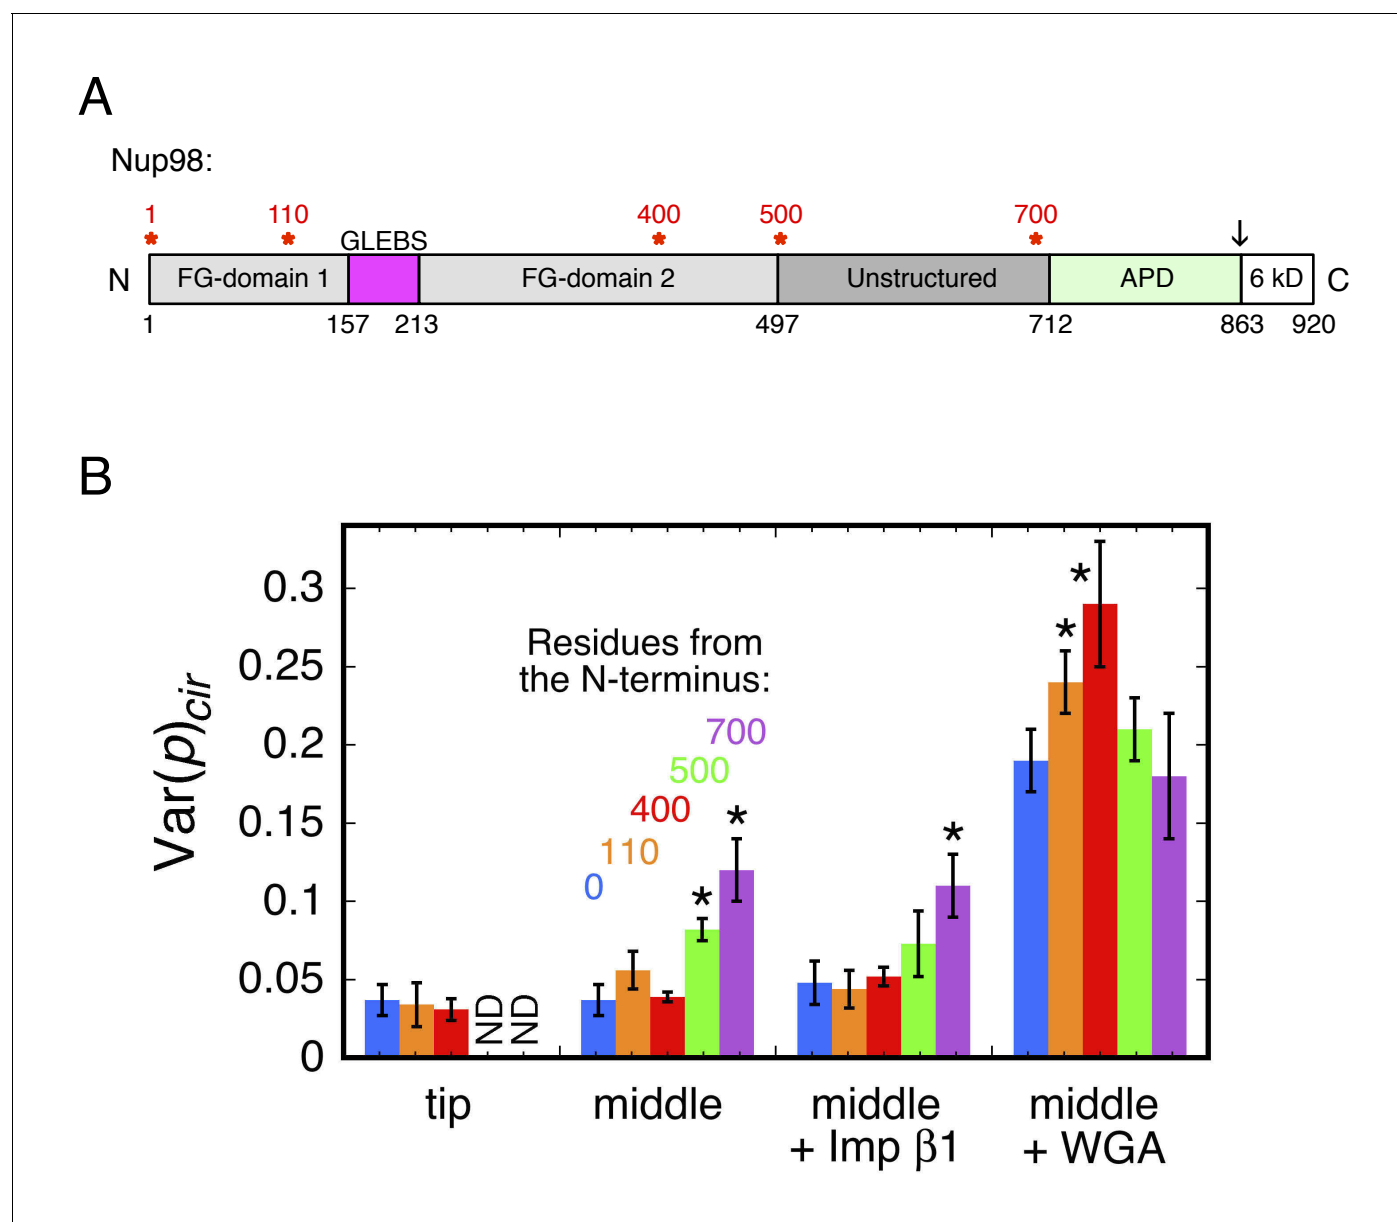 A
Nup98:
1 110 400 500 700
* * * * * ↓
GLEBS
N FG-domain 1 FG-domain 2 Unstructured APD 6 kD C
1 157 213 497 712 863 920
B
Var(p)cir
0.3
0.25
0.2
0.15
0.1
0.05
0
Residues from
the N-terminus:
700
500
400
110
0
* * * * *
ND ND
tip middle middle middle
+ Imp β1 + WGA